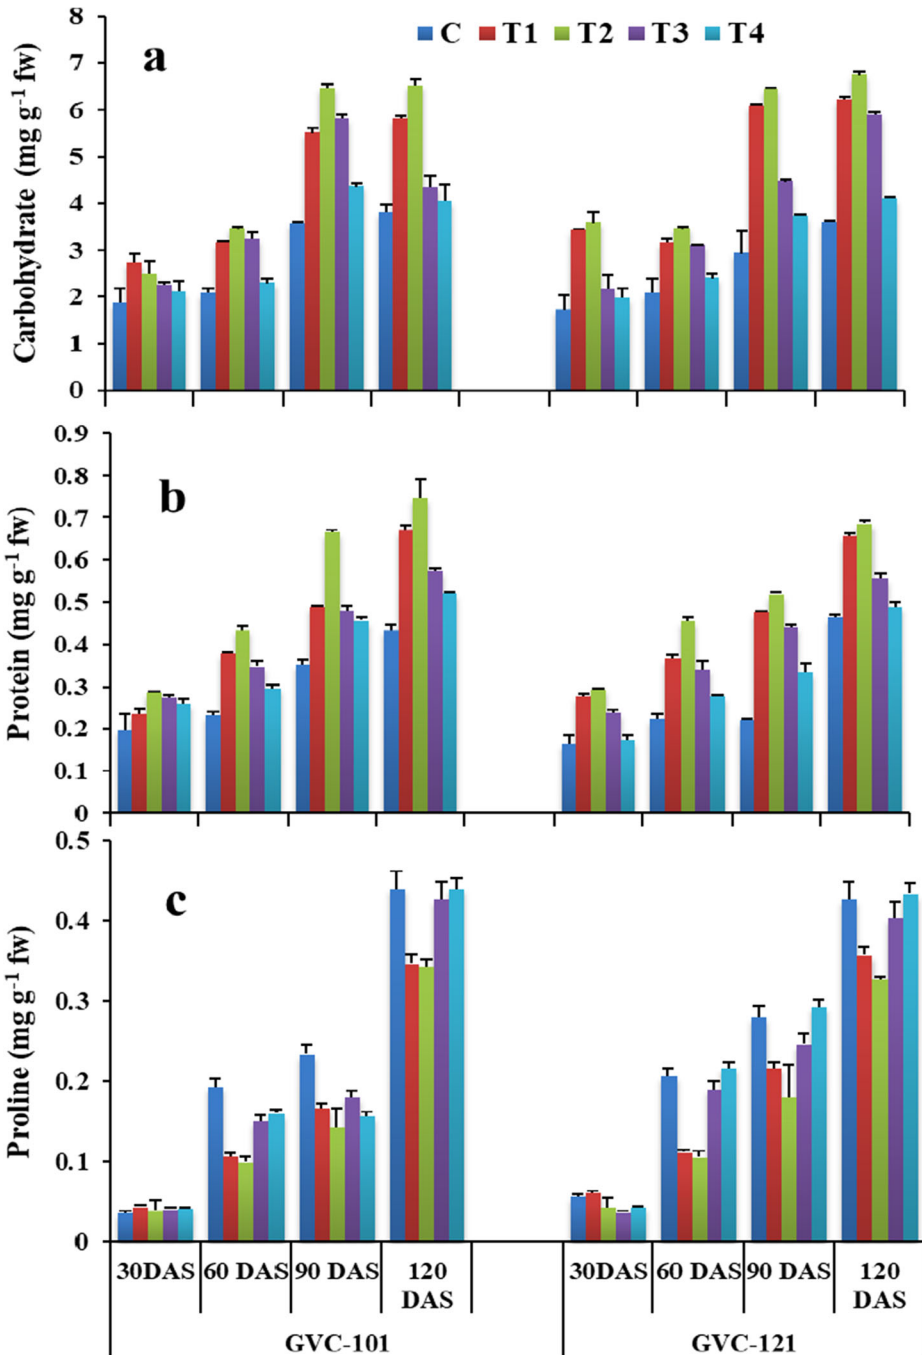 C T1 T2 T3 T4
a
Carbohydrate (mg g⁻¹ fw)
8
7
6
5
4
3
2
1
0
b
Protein (mg g⁻¹ fw)
0.9
0.8
0.7
0.6
0.5
0.4
0.3
0.2
0.1
0
c
Proline (mg g⁻¹ fw)
0.5
0.4
0.3
0.2
0.1
0
30DAS 60 DAS 90 DAS 120 DAS 30DAS 60 DAS 90 DAS 120 DAS
GVC-101 GVC-121